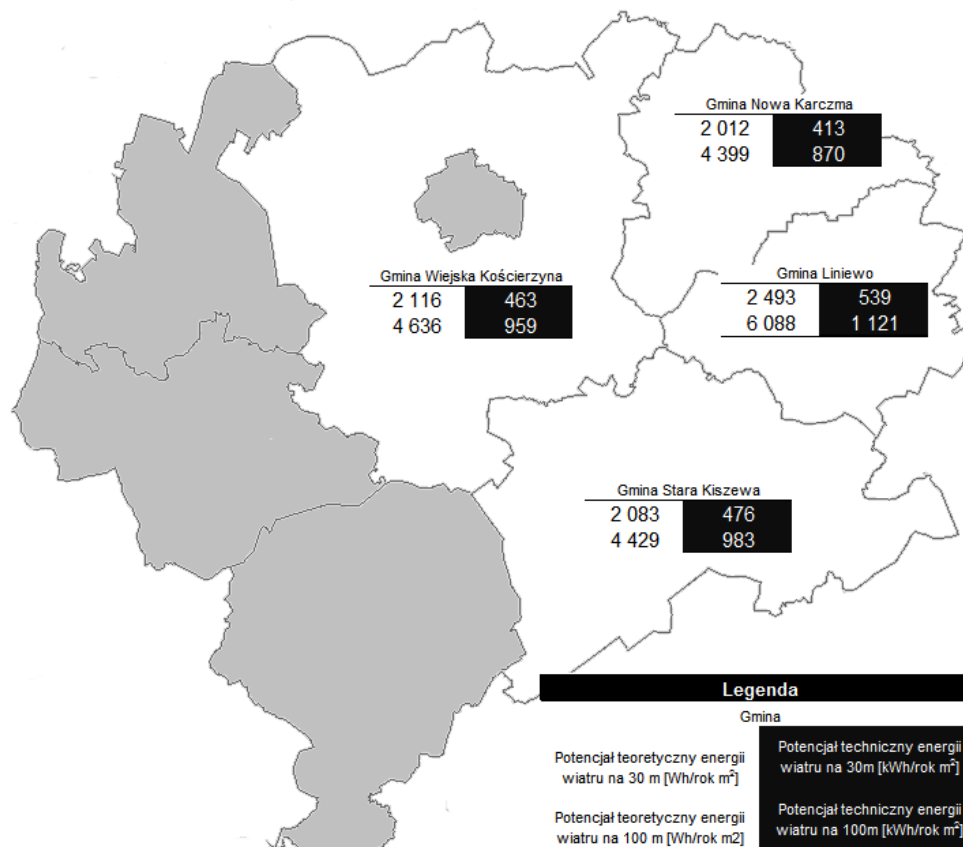 Gmina Nowa Karczma
2 012 413
4 399 870
Gmina Wiejska Kościerzyna
2 116 463
4 636 959
Gmina Liniewo
2 493 539
6 088 1 121
Gmina Stara Kiszewa
2 083 476
4 429 983
Legenda
Gmina
Potencjał teoretyczny energii
wiatru na 30 m [Wh/rok m²]
Potencjał techniczny energii
wiatru na 30m [kWh/rok m²]
Potencjał teoretyczny energii
wiatru na 100 m [Wh/rok m2]
Potencjał techniczny energii
wiatru na 100m [kWh/rok m²]